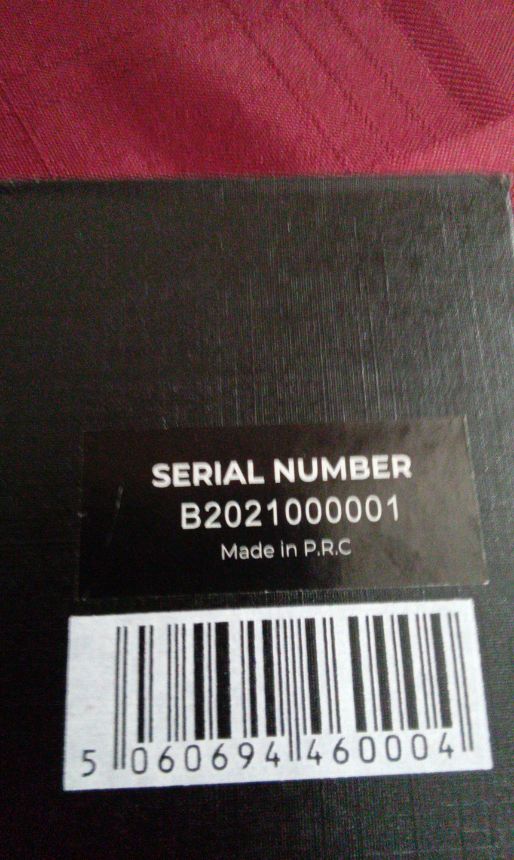 SERIAL NUMBER
B2021000001
Made in P.R.C
5 060694 460004